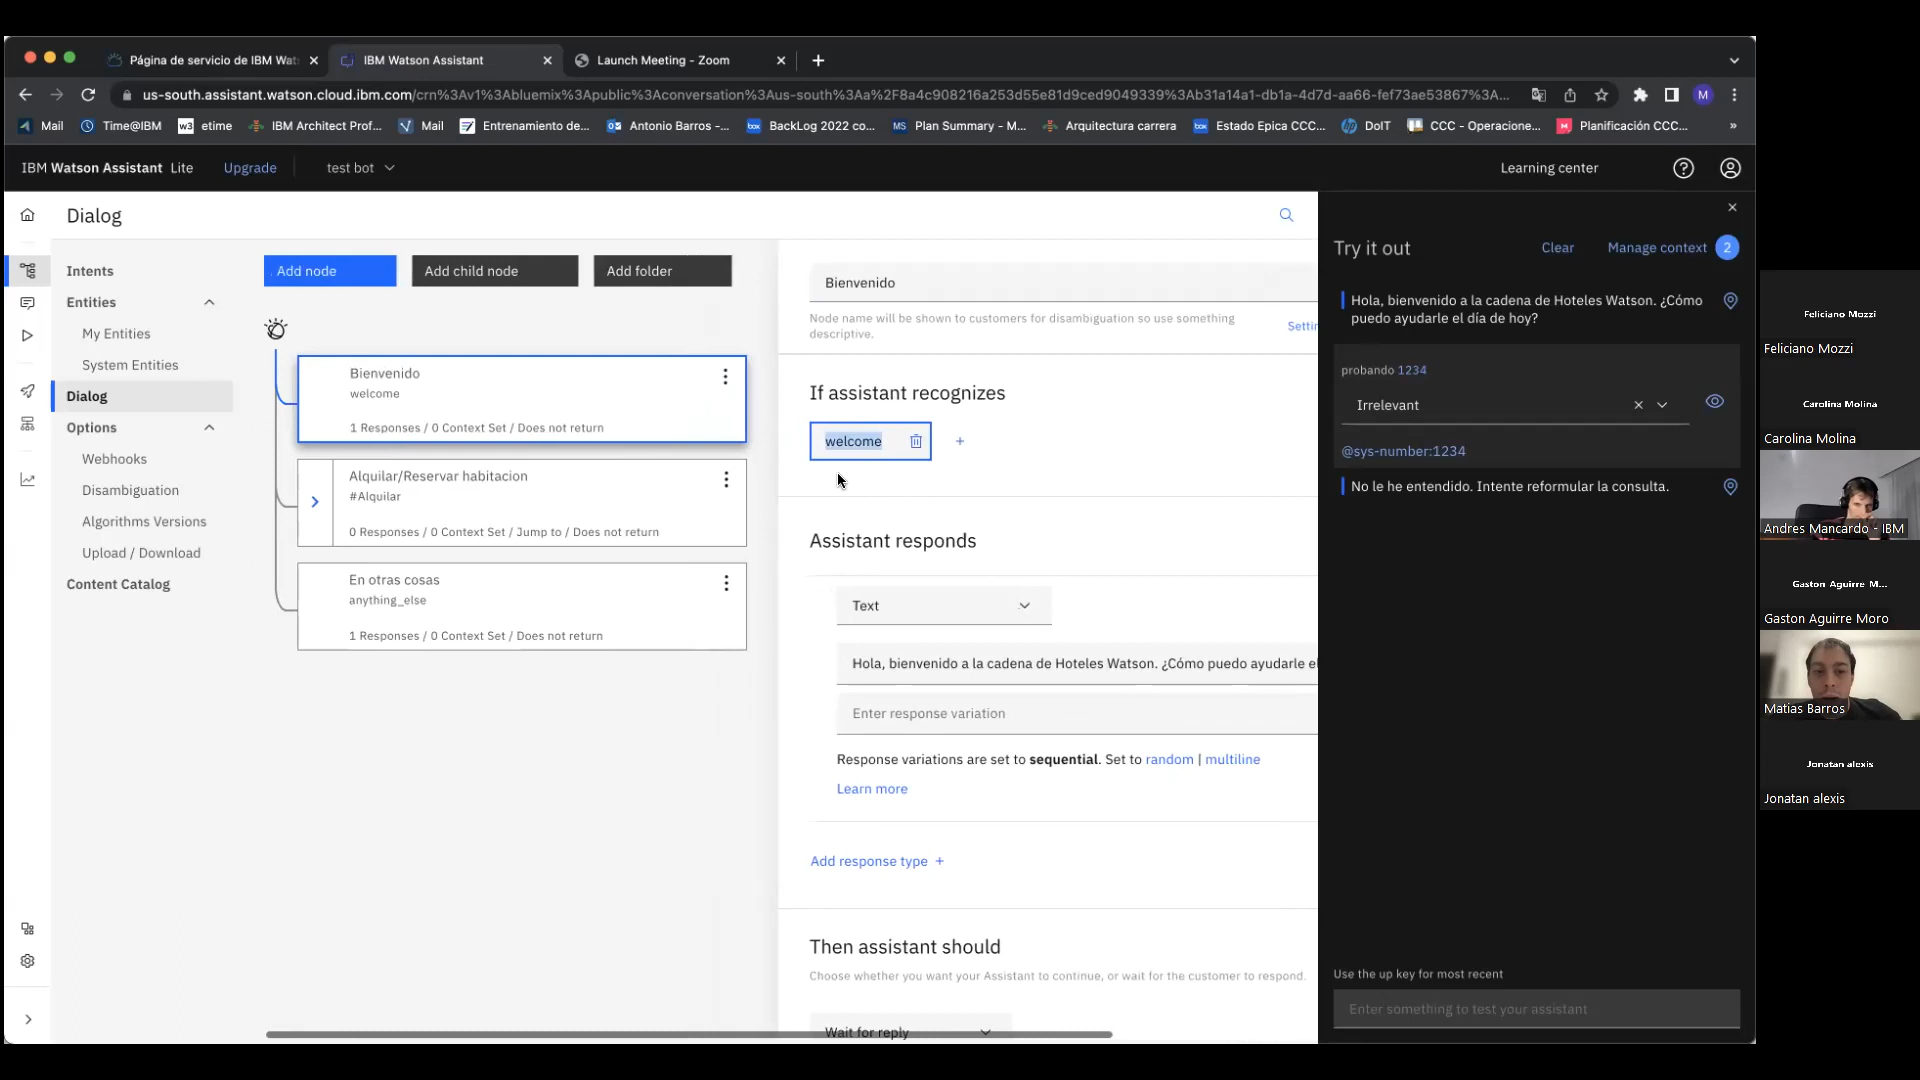 Página de servicio de IBM Wat
IBM Watson Assistant
Launch Meeting - Zoom
us-south.assistant.watson.cloud.ibm.com/crn%3Av1%3Abluemix%3Apublic%3Aconversation%3Aus-south%3Aa%2F8a4c908216a253d55e81d9ced9049339%3Ab31a14a1-db1a-4d7d-aa66-fef73ae53867%3A...
M
Mail
Time@IBM
w3 etime
IBM Architect Prof...
Mail
Entrenamiento de...
Antonio Barros -...
box BackLog 2022 co...
MS Plan Summary - M...
Arquitectura carrera
box Estado Epica CCC...
DoIT
CCC - Operacione...
M Planificación CCC...
»
IBM Watson Assistant Lite
Upgrade
test bot
Learning center
Dialog
Intents
Entities
My Entities
System Entities
Dialog
Options
Webhooks
Disambiguation
Algorithms Versions
Upload / Download
Content Catalog
Add node
Add child node
Add folder
Bienvenido
welcome
1 Responses / 0 Context Set / Does not return
Alquilar/Reservar habitacion
#Alquilar
0 Responses / 0 Context Set / Jump to / Does not return
En otras cosas
anything_else
1 Responses / 0 Context Set / Does not return
Bienvenido
Node name will be shown to customers for disambiguation so use something
descriptive.
Settin
If assistant recognizes
welcome
Assistant responds
Text
Hola, bienvenido a la cadena de Hoteles Watson. ¿Cómo puedo ayudarle el
Enter response variation
Response variations are set to sequential. Set to random | multiline
Learn more
Add response type +
Then assistant should
Choose whether you want your Assistant to continue, or wait for the customer to respond.
Wait for reply
Try it out
Clear
Manage context 2
Hola, bienvenido a la cadena de Hoteles Watson. ¿Cómo
puedo ayudarle el día de hoy?
probando 1234
Irrelevant
@sys-number:1234
No le he entendido. Intente reformular la consulta.
Use the up key for most recent
Enter something to test your assistant
Feliciano Mozzi
Feliciano Mozzi
Carolina Molina
Carolina Molina
Andres Mancardo - IBM
Gaston Aguirre M...
Gaston Aguirre Moro
Matias Barros
Jonatan alexis
Jonatan alexis